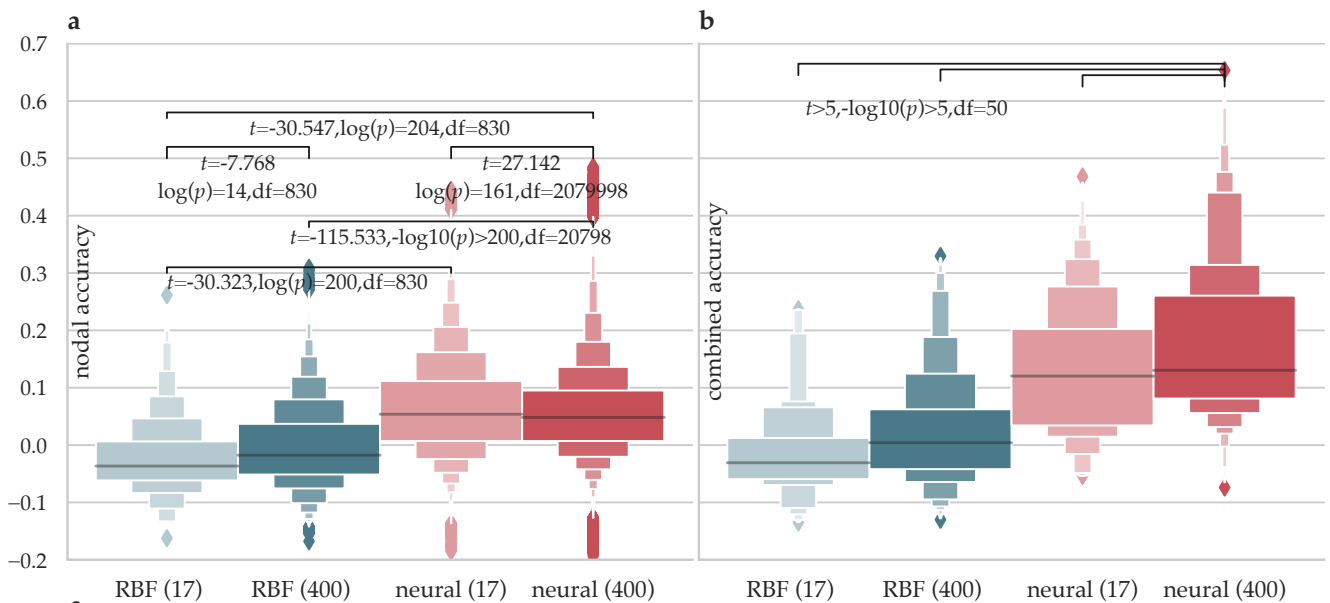 a
b
0.7
0.6
0.5
0.4
0.3
0.2
0.1
0.0
−0.1
−0.2
nodal accuracy
t=-30.547,log(p)=204,df=830
t=-7.768
log(p)=14,df=830
t=27.142
log(p)=161,df=2079998
t=-115.533,-log10(p)>200,df=20798
t=-30.323,log(p)=200,df=830
RBF (17)
RBF (400)
neural (17)
neural (400)
combined accuracy
t>5,-log10(p)>5,df=50
RBF (17)
RBF (400)
neural (17)
neural (400)